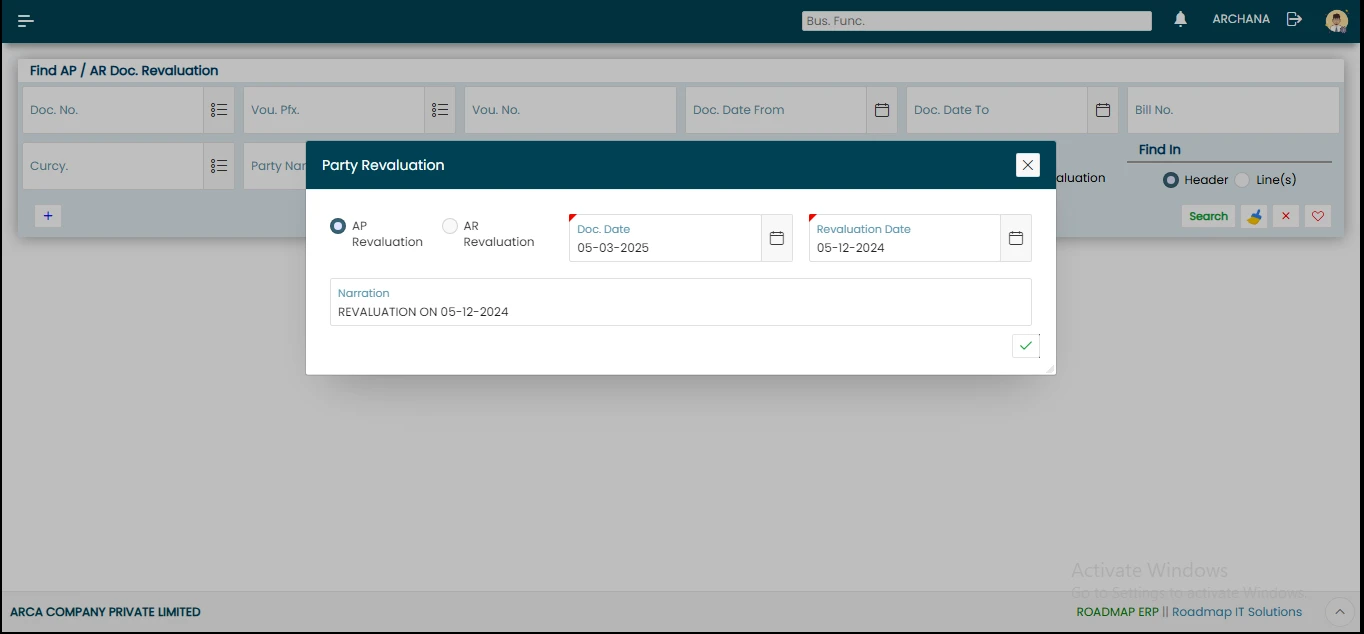 Bus. Func.
ARCHANA
Find AP / AR Doc. Revaluation
Doc. No.
Vou. Pfx.
Vou. No.
Doc. Date From
Doc. Date To
Bill No.
Curcy.
Party Nar
aluation
Find In
Header
Line(s)
+
Search
Party Revaluation
AP Revaluation
AR Revaluation
Doc. Date
05-03-2025
Revaluation Date
05-12-2024
Narration
REVALUATION ON 05-12-2024
Activate Windows
Go to Settings to activate Windows.
ARCA COMPANY PRIVATE LIMITED
ROADMAP ERP || Roadmap IT Solutions